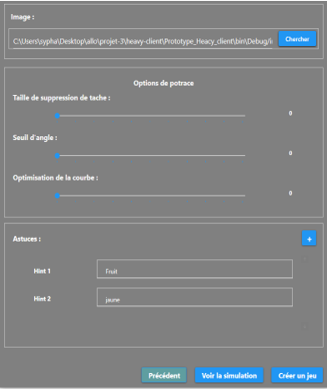 Image :
C:\Users\sypha\Desktop\allo\projet-3\heavy-client\Prototype_Heacy_client\bin\Debug/i
Chercher
Options de potrace
Taille de suppression de tache :
0
Seuil d'angle :
0
Optimisation de la courbe :
0
Astuces :
+
Hint 1
Fruit
Hint 2
jaune
Précédent Voir la simulation Créer un jeu